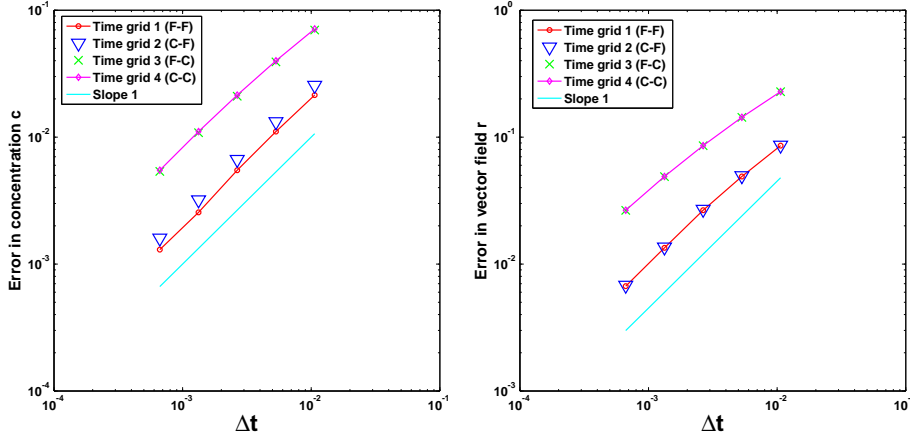 Error in concentration c
10^-1
10^-2
10^-3
10^-4
Time grid 1 (F-F)
Time grid 2 (C-F)
Time grid 3 (F-C)
Time grid 4 (C-C)
Slope 1
10^-4
10^-3
10^-2
10^-1
Δt
Error in vector field r
10^0
10^-1
10^-2
10^-3
Time grid 1 (F-F)
Time grid 2 (C-F)
Time grid 3 (F-C)
Time grid 4 (C-C)
Slope 1
10^-4
10^-3
10^-2
10^-1
Δt